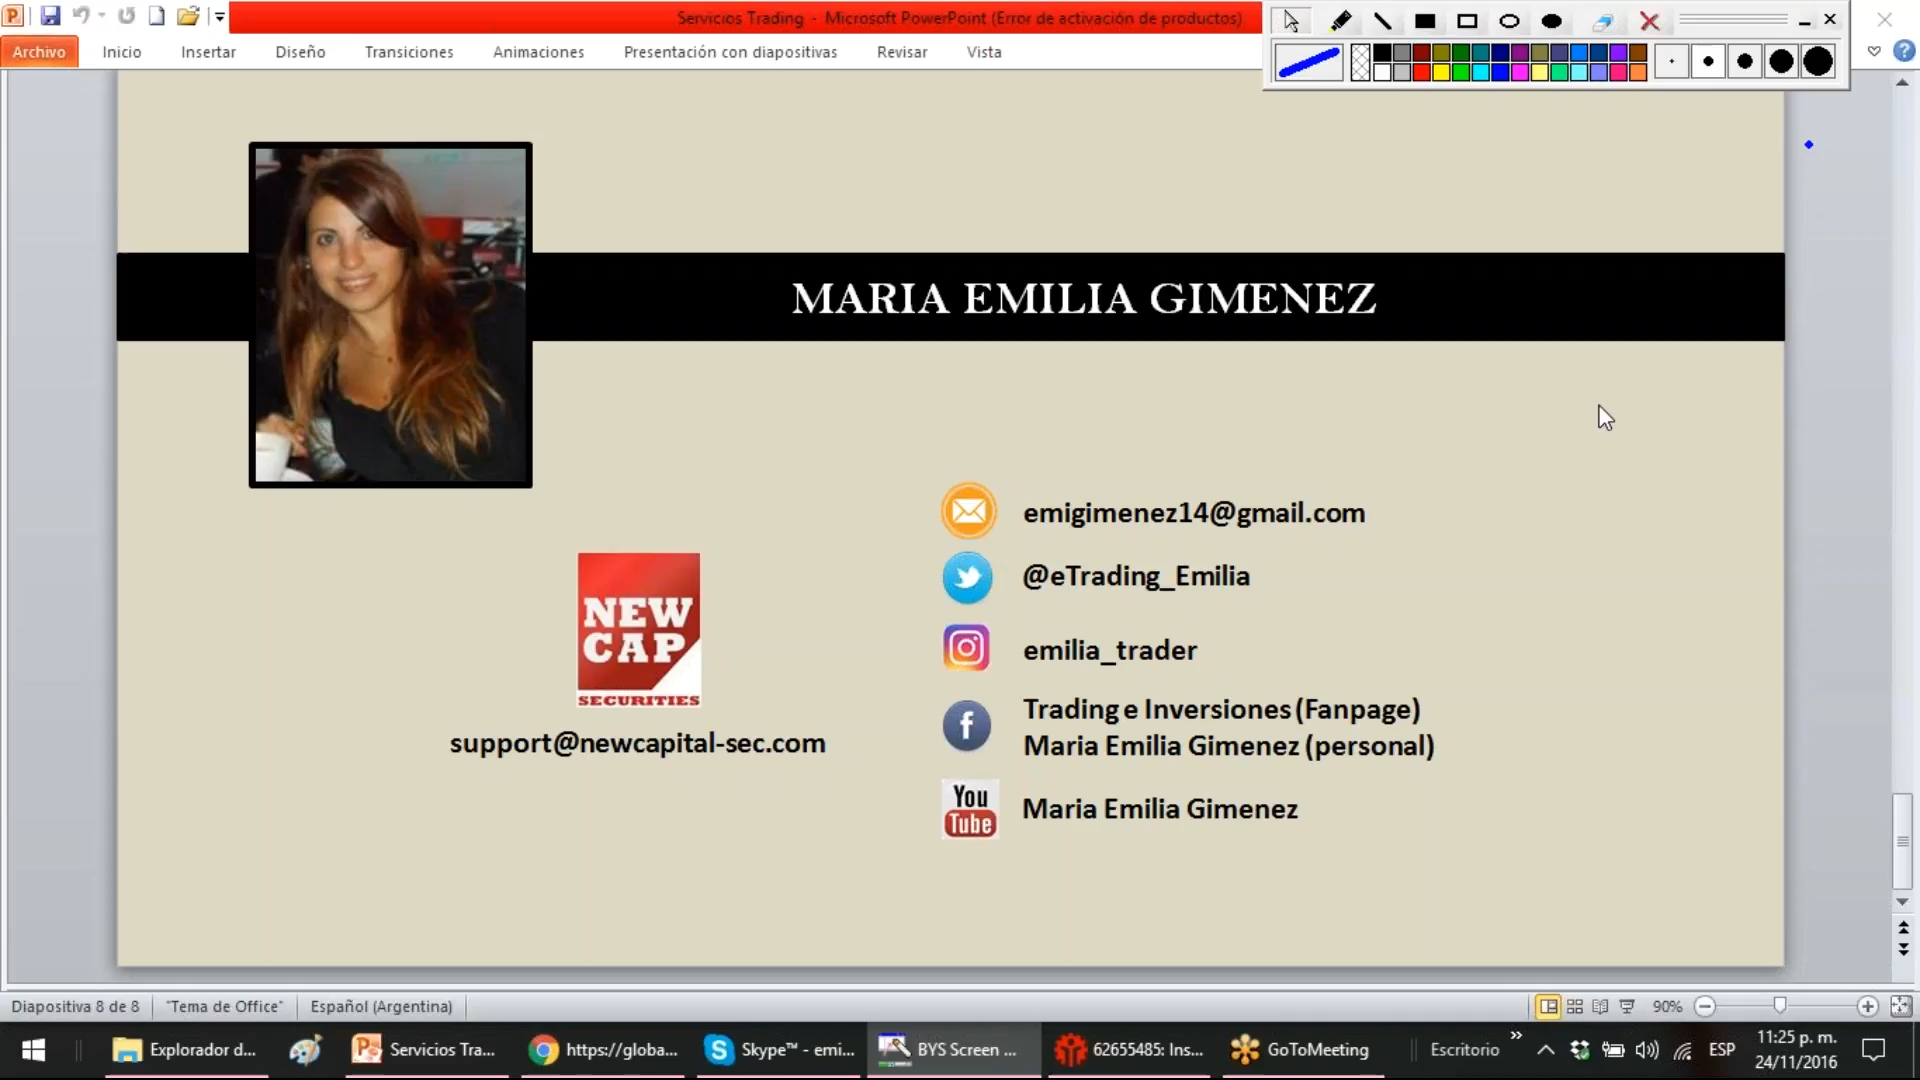 Servicios Trading - Microsoft PowerPoint (Error de activación de productos)
Archivo Inicio Insertar Diseño Transiciones Animaciones Presentación con diapositivas Revisar Vista
MARIA EMILIA GIMENEZ
emigimenez14@gmail.com
@eTrading_Emilia
NEW
CAP
SECURITIES
support@newcapital-sec.com
emilia_trader
Trading e Inversiones (Fanpage)
Maria Emilia Gimenez (personal)
You
Tube
Maria Emilia Gimenez
Diapositiva 8 de 8 "Tema de Office" Español (Argentina) 90%
Explorador d... Servicios Tra... https://globa... Skype™ - emi... BYS Screen ... 62655485: Ins... GoToMeeting Escritorio ESP 11:25 p. m.
24/11/2016